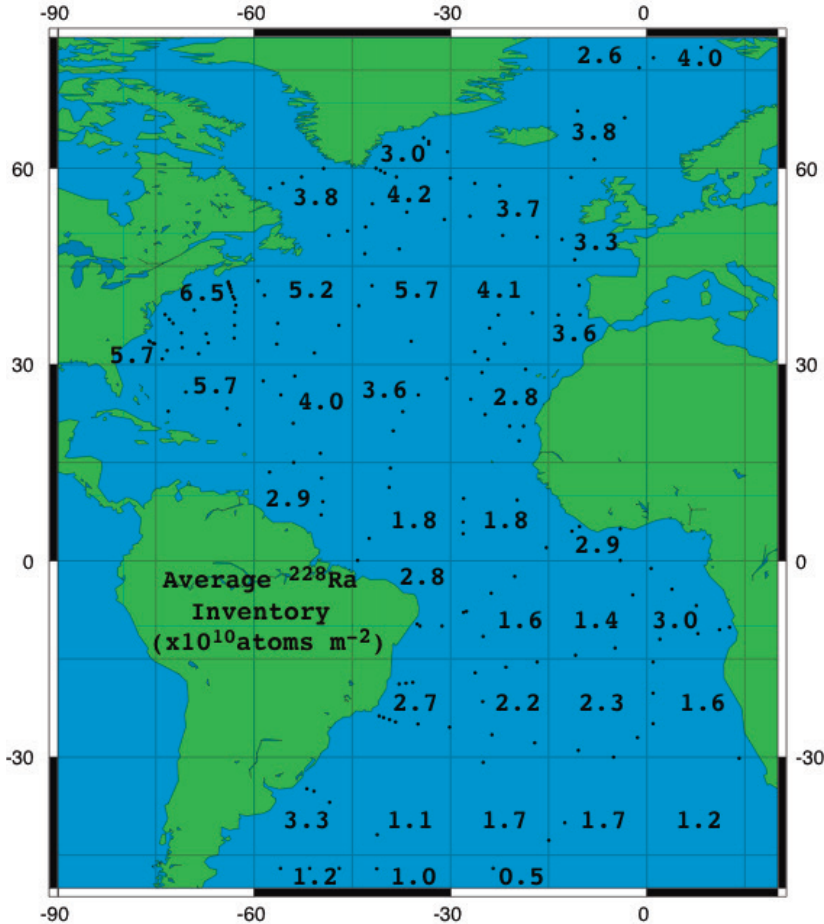 -90 -60 -30 0
2.6 4.0
3.8
3.0
60 60
3.8 4.2 3.7
3.3
6.5 5.2 5.7 4.1
3.6
5.7
30 30
5.7 4.0 3.6 2.8
2.9
1.8 1.8
2.9
0 0
Average ²²⁸Ra
Inventory
(x10¹⁰atoms m⁻²)
2.8
1.6 1.4 3.0
2.7 2.2 2.3 1.6
-30 -30
3.3 1.1 1.7 1.7 1.2
1.2 1.0 0.5
-90 -60 -30 0